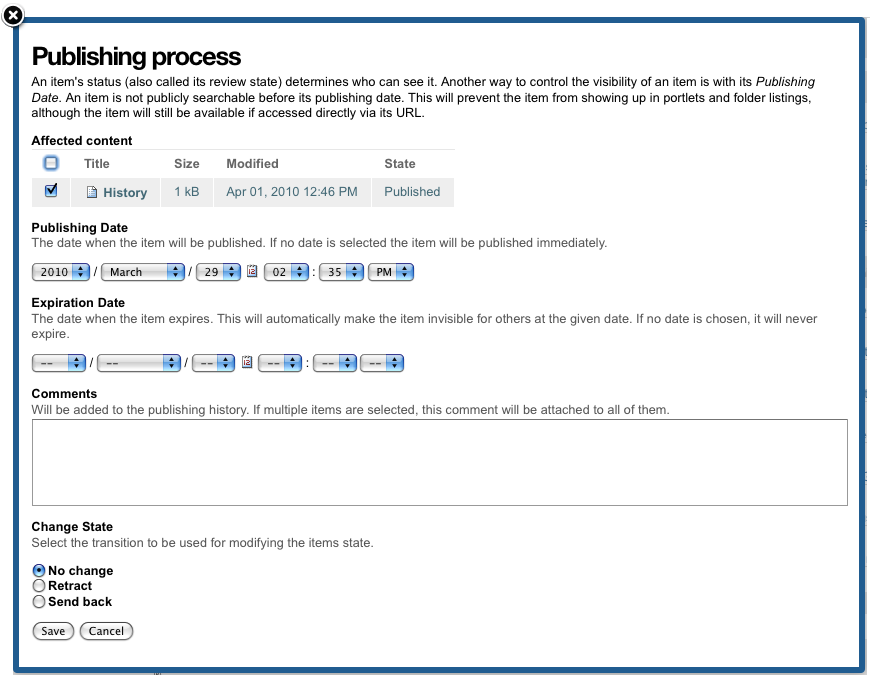 Publishing process
An item's status (also called its review state) determines who can see it. Another way to control the visibility of an item is with its Publishing
Date. An item is not publicly searchable before its publishing date. This will prevent the item from showing up in portlets and folder listings,
although the item will still be available if accessed directly via its URL.
Affected content
Title Size Modified State
History 1 kB Apr 01, 2010 12:46 PM Published
Publishing Date
The date when the item will be published. If no date is selected the item will be published immediately.
2010 / March / 29 12 02 : 35 PM
Expiration Date
The date when the item expires. This will automatically make the item invisible for others at the given date. If no date is chosen, it will never
expire.
-- / -- / -- 12 -- : -- --
Comments
Will be added to the publishing history. If multiple items are selected, this comment will be attached to all of them.
Change State
Select the transition to be used for modifying the items state.
No change
Retract
Send back
Save Cancel